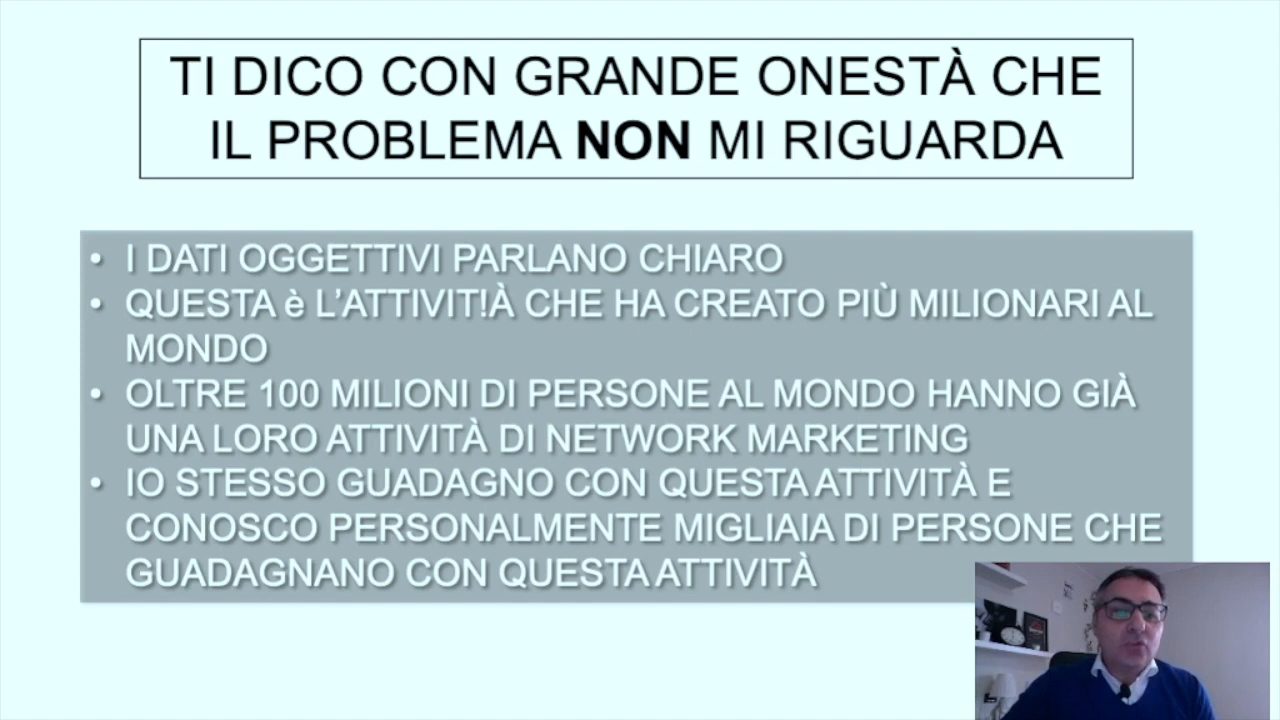 TI DICO CON GRANDE ONESTÀ CHE
IL PROBLEMA NON MI RIGUARDA
• I DATI OGGETTIVI PARLANO CHIARO
• QUESTA è L'ATTIVIT!À CHE HA CREATO PIÙ MILIONARI AL
MONDO
• OLTRE 100 MILIONI DI PERSONE AL MONDO HANNO GIÀ
UNA LORO ATTIVITÀ DI NETWORK MARKETING
• IO STESSO GUADAGNO CON QUESTA ATTIVITÀ E
CONOSCO PERSONALMENTE MIGLIAIA DI PERSONE CHE
GUADAGNANO CON QUESTA ATTIVITÀ